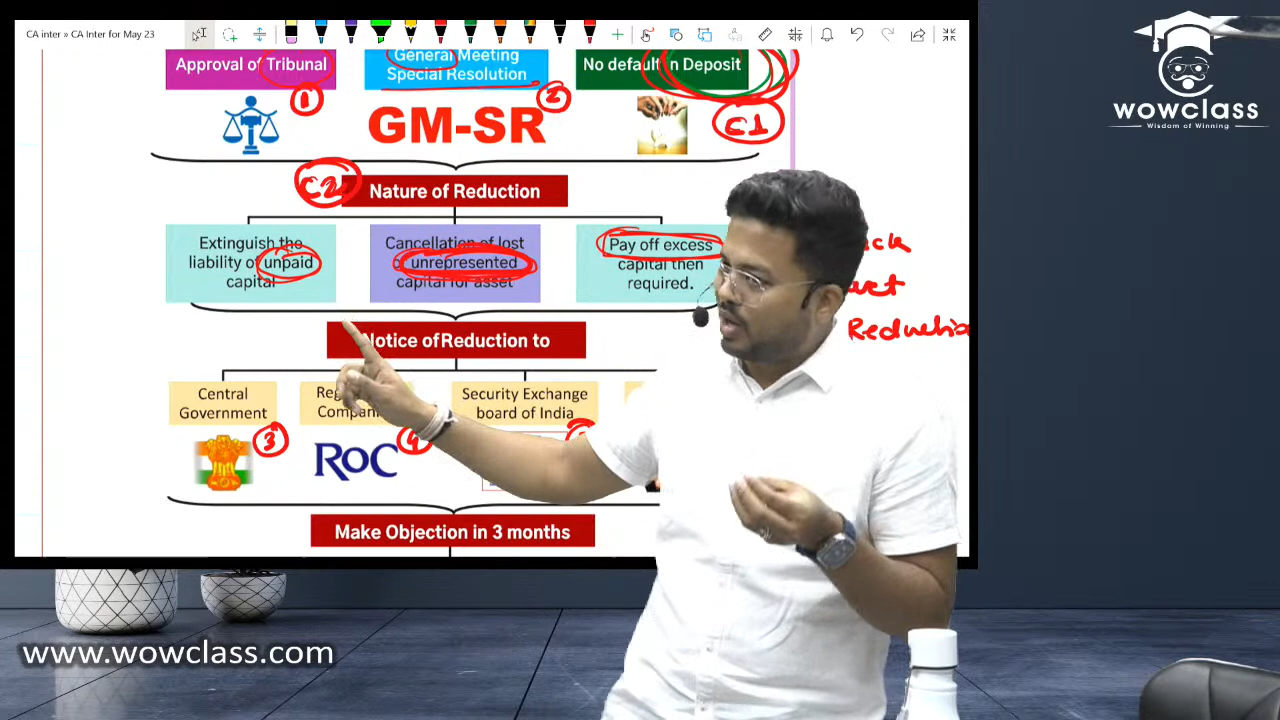 CA inter » CA Inter for May 23
Approval of Tribunal
General Meeting
Special Resolution
No default in Deposit
1
2
C1
GM-SR
wowclass
Wisdom of Winning
C2
Nature of Reduction
Extinguish the
liability of unpaid
capital
Cancellation of lost
unrepresented
capital for asset
Pay off excess
capital then
required.
Reduction
Notice of Reduction to
Central
Government
Security Exchange
board of India
3
4
RoC
Make Objection in 3 months
www.wowclass.com